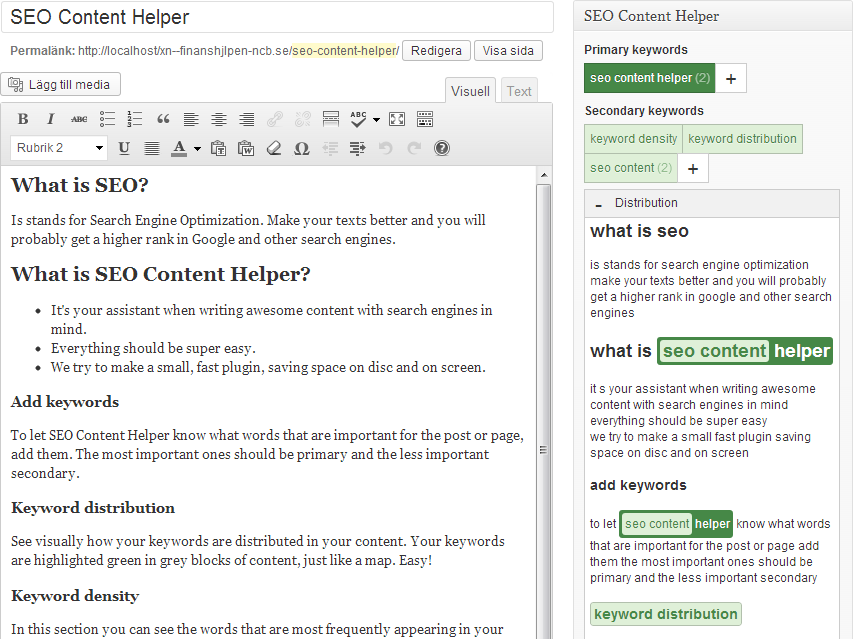 SEO Content Helper
Permalänk: http://localhost/xn--finanshjlpen-ncb.se/seo-content-helper/ Redigera Visa sida
Lägg till media
Visuell Text
B I ABC ABC
Rubrik 2 U A Ω
What is SEO?
Is stands for Search Engine Optimization. Make your texts better and you will
probably get a higher rank in Google and other search engines.
What is SEO Content Helper?
• It's your assistant when writing awesome content with search engines in
mind.
• Everything should be super easy.
• We try to make a small, fast plugin, saving space on disc and on screen.
Add keywords
To let SEO Content Helper know what words that are important for the post or page,
add them. The most important ones should be primary and the less important
secondary.
Keyword distribution
See visually how your keywords are distributed in your content. Your keywords
are highlighted green in grey blocks of content, just like a map. Easy!
Keyword density
In this section you can see the words that are most frequently appearing in your
SEO Content Helper
Primary keywords
seo content helper (2) +
Secondary keywords
keyword density keyword distribution
seo content (2) +
- Distribution
what is seo
is stands for search engine optimization
make your texts better and you will probably
get a higher rank in google and other search
engines
what is seo content helper
it s your assistant when writing awesome
content with search engines in mind
everything should be super easy
we try to make a small fast plugin saving
space on disc and on screen
add keywords
to let seo content helper know what words
that are important for the post or page add
them the most important ones should be
primary and the less important secondary
keyword distribution